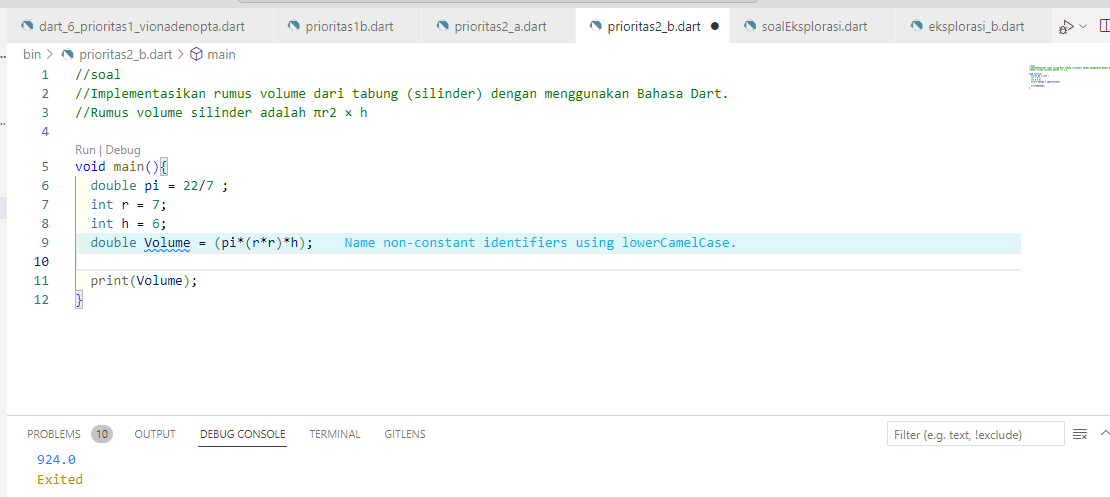 dart_6_prioritas1_vionadenopta.dart prioritas1b.dart prioritas2_a.dart prioritas2_b.dart soalEksplorasi.dart eksplorasi_b.dart
bin > prioritas2_b.dart > main
1 //soal
2 //Implementasikan rumus volume dari tabung (silinder) dengan menggunakan Bahasa Dart.
3 //Rumus volume silinder adalah πr2 × h
4
Run | Debug
5 void main(){
6 double pi = 22/7 ;
7 int r = 7;
8 int h = 6;
9 double Volume = (pi*(r*r)*h); Name non-constant identifiers using lowerCamelCase.
10
11 print(Volume);
12 }
PROBLEMS 10 OUTPUT DEBUG CONSOLE TERMINAL GITLENS Filter (e.g. text, !exclude)
924.0
Exited